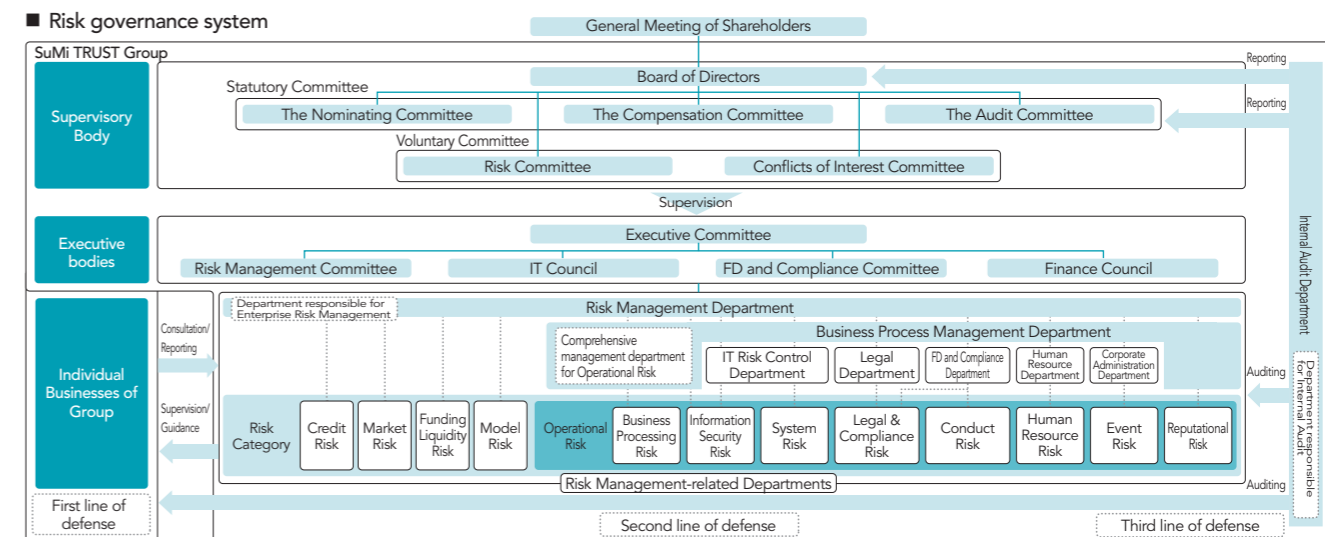 ■ Risk governance system
General Meeting of Shareholders
SuMi TRUST Group
Supervisory
Body
Board of Directors
Reporting
Statutory Committee
The Nominating Committee
The Compensation Committee
The Audit Committee
Reporting
Voluntary Committee
Risk Committee
Conflicts of Interest Committee
Supervision
Executive
bodies
Executive Committee
Risk Management Committee
IT Council
FD and Compliance Committee
Finance Council
Internal Audit Department
Department responsible
for Internal Audit
Individual
Businesses of
Group
Consultation/
Reporting
Supervision/
Guidance
Department responsible for
Enterprise Risk Management
Risk Management Department
Business Process Management Department
Comprehensive
management department
for Operational Risk
IT Risk Control
Department
Legal
Department
FD and Compliance
Department
Human
Resource
Department
Corporate
Administration
Department
Auditing
Risk
Category
Credit
Risk
Market
Risk
Funding
Liquidity
Risk
Model
Risk
Operational
Risk
Business
Processing
Risk
Information
Security
Risk
System
Risk
Legal &
Compliance
Risk
Conduct
Risk
Human
Resource
Risk
Event
Risk
Reputational
Risk
Risk Management-related Departments
Auditing
First line of
defense
Second line of defense
Third line of defense